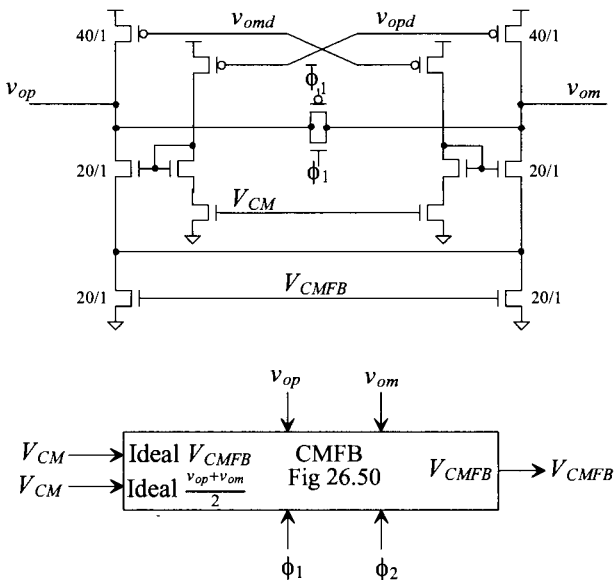 40/1 v_omd v_opd 40/1
v_op ϕ̅_1 v_om
20/1 ϕ_1 20/1
V_CM
20/1 V_CMFB 20/1
v_op v_om
V_CM Ideal V_CMFB CMFB
V_CM Ideal (v_op+v_om)/2 Fig 26.50 V_CMFB V_CMFB
ϕ_1 ϕ_2